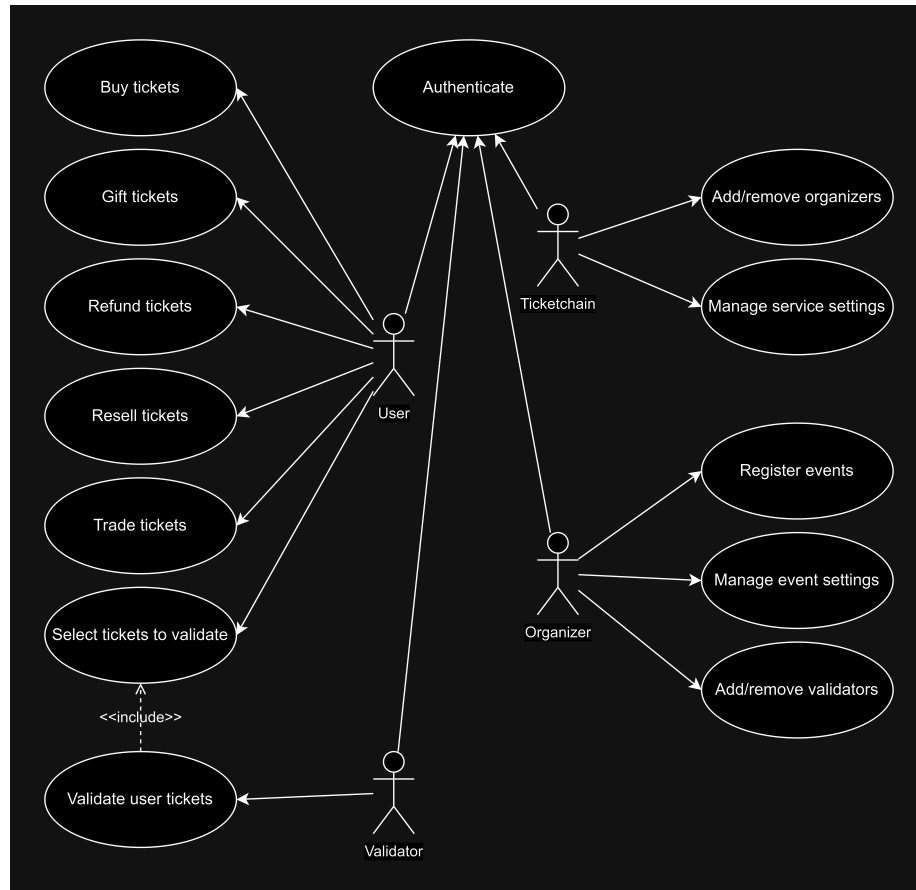 Buy tickets
Authenticate
Gift tickets
Add/remove organizers
Refund tickets
Ticketchain
Manage service settings
User
Resell tickets
Register events
Trade tickets
Manage event settings
Select tickets to validate
Organizer
Add/remove validators
<<include>>
Validate user tickets
Validator